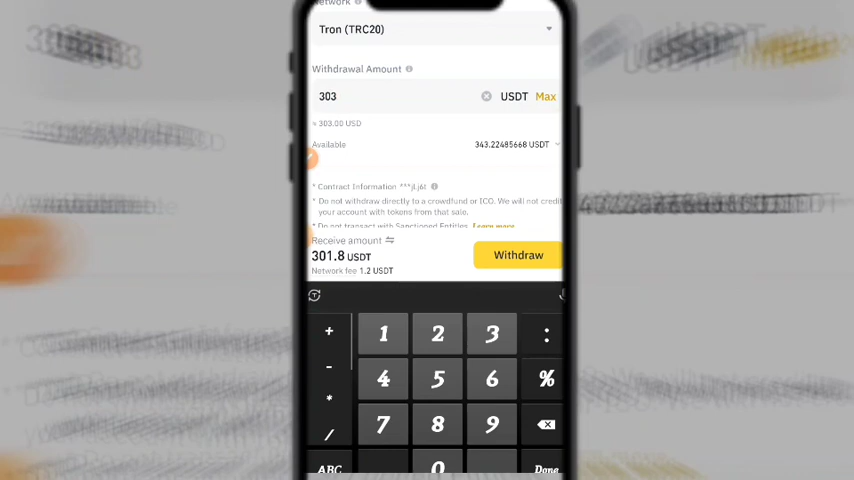 Network
Tron (TRC20)
Withdrawal Amount
303 USDT Max
≈ 303.00 USD
Available 343.22485668 USDT
* Contract Information ***jLj6t
* Do not withdraw directly to a crowdfund or ICO. We will not credit
your account with tokens from that sale.
* Do not transact with Sanctioned Entities. Learn more
Receive amount
301.8 USDT
Network fee 1.2 USDT
Withdraw
+ 1 2 3 :
- 4 5 6 %
*
7 8 9
/
ABC 0 Done